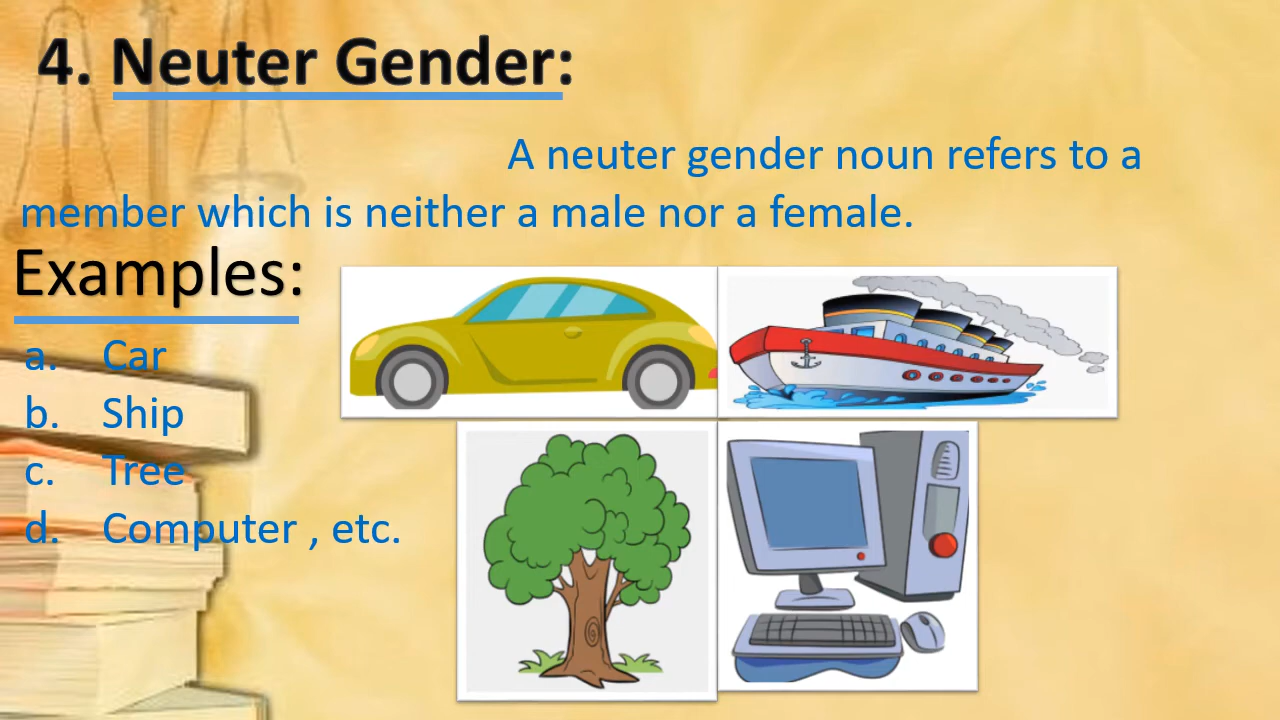 4. Neuter Gender:
A neuter gender noun refers to a
member which is neither a male nor a female.
Examples:
a. Car
b. Ship
c. Tree
d. Computer , etc.